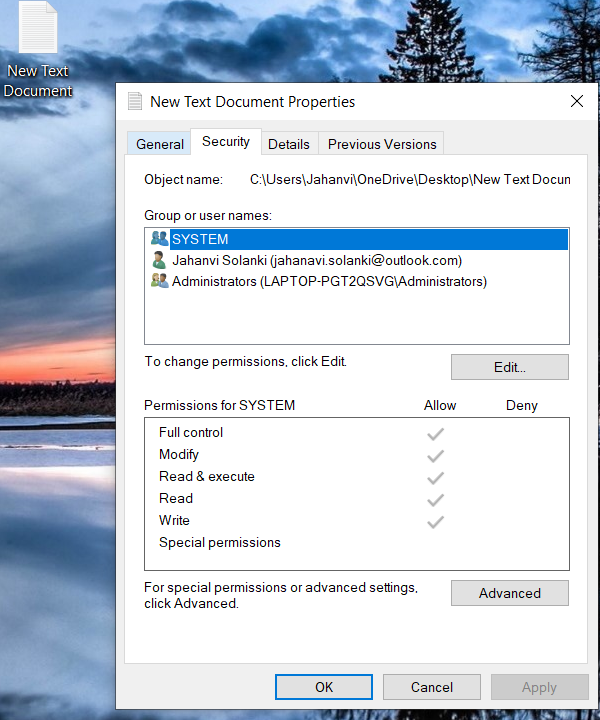 New Text
Document
New Text Document Properties
General
Security
Details
Previous Versions
Object name: C:\Users\Jahanvi\OneDrive\Desktop\New Text Docun
Group or user names:
SYSTEM
Jahanvi Solanki (jahanavi.solanki@outlook.com)
Administrators (LAPTOP-PGT2QSVG\Administrators)
To change permissions, click Edit.
Edit...
Permissions for SYSTEM Allow Deny
Full control
Modify
Read & execute
Read
Write
Special permissions
For special permissions or advanced settings,
click Advanced.
Advanced
OK
Cancel
Apply